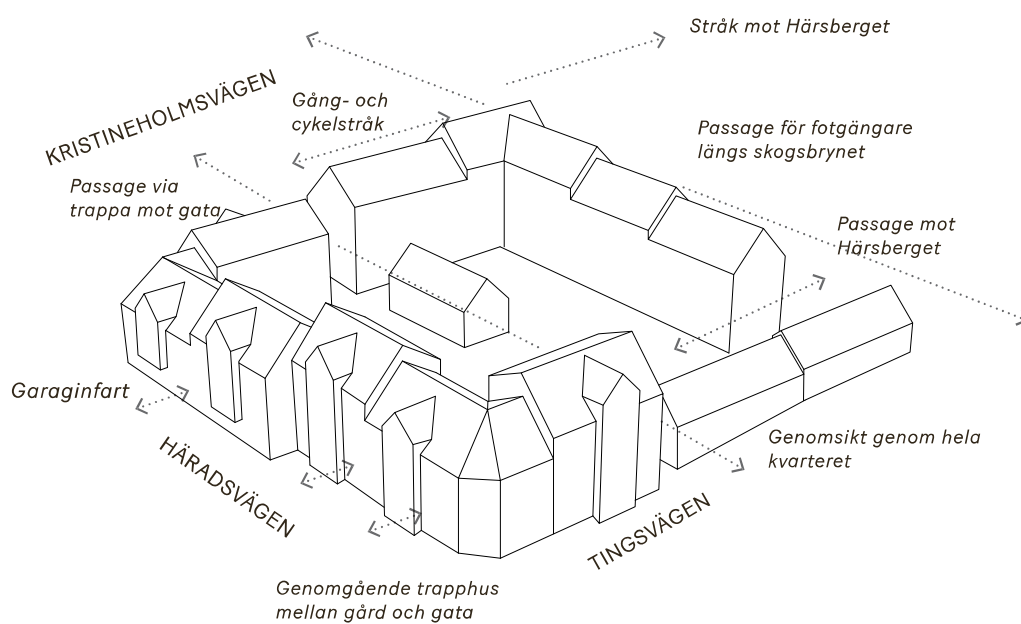 Stråk mot Härsberget
KRISTINEHOLMSVÄGEN
Gång- och
cykelstråk
Passage för fotgängare
längs skogsbrynet
Passage via
trappa mot gata
Passage mot
Härsberget
Garaginfart
HÄRADSVÄGEN
Genomsikt genom hela
kvarteret
TINGSVÄGEN
Genomgående trapphus
mellan gård och gata